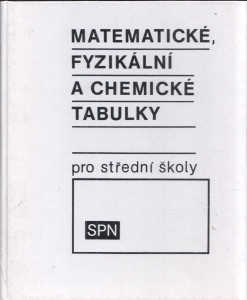 MATEMATICKÉ,
FYZIKÁLNÍ
A CHEMICKÉ
TABULKY
pro střední školy
SPN